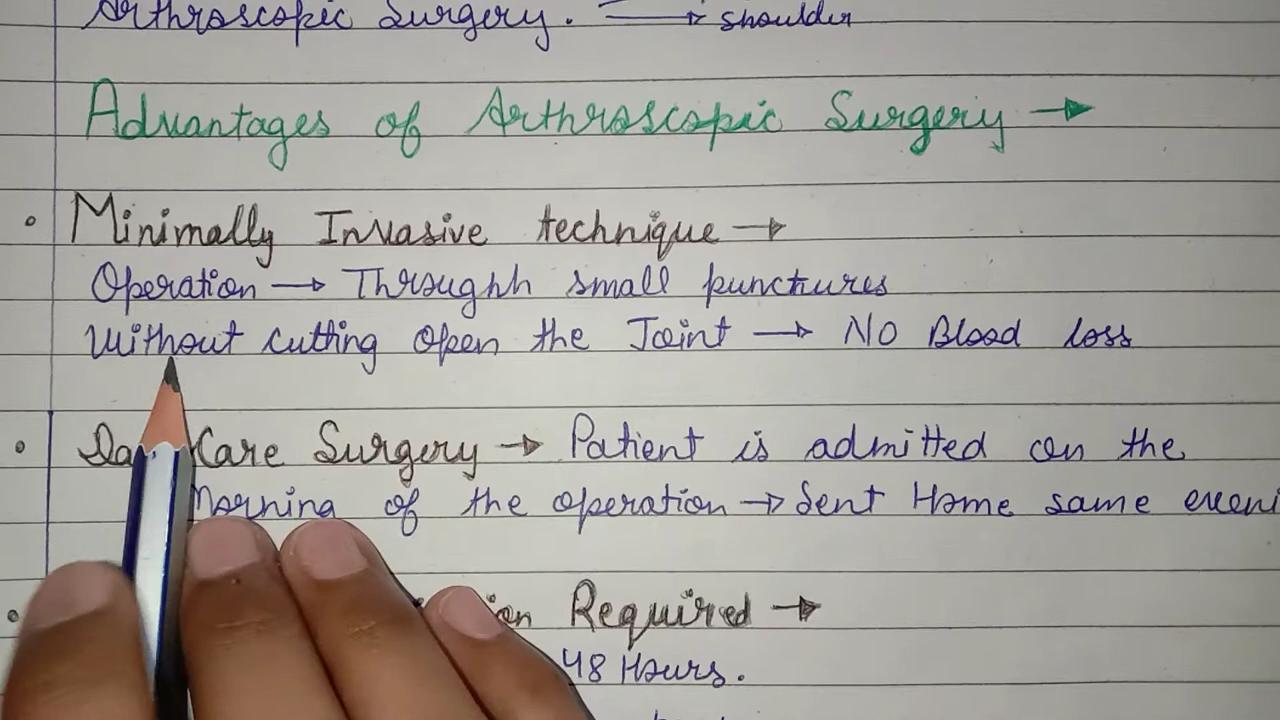 Arthroscopic Surgery. → shoulder
Advantages of Arthroscopic Surgery →
• Minimally Invasive technique →
Operation → Throughh small punctures
Without cutting open the Joint → No Blood loss
• Care Surgery → Patient is admitted on the
Morning of the operation → Sent Home same eveni
• Required →
48 Hours.